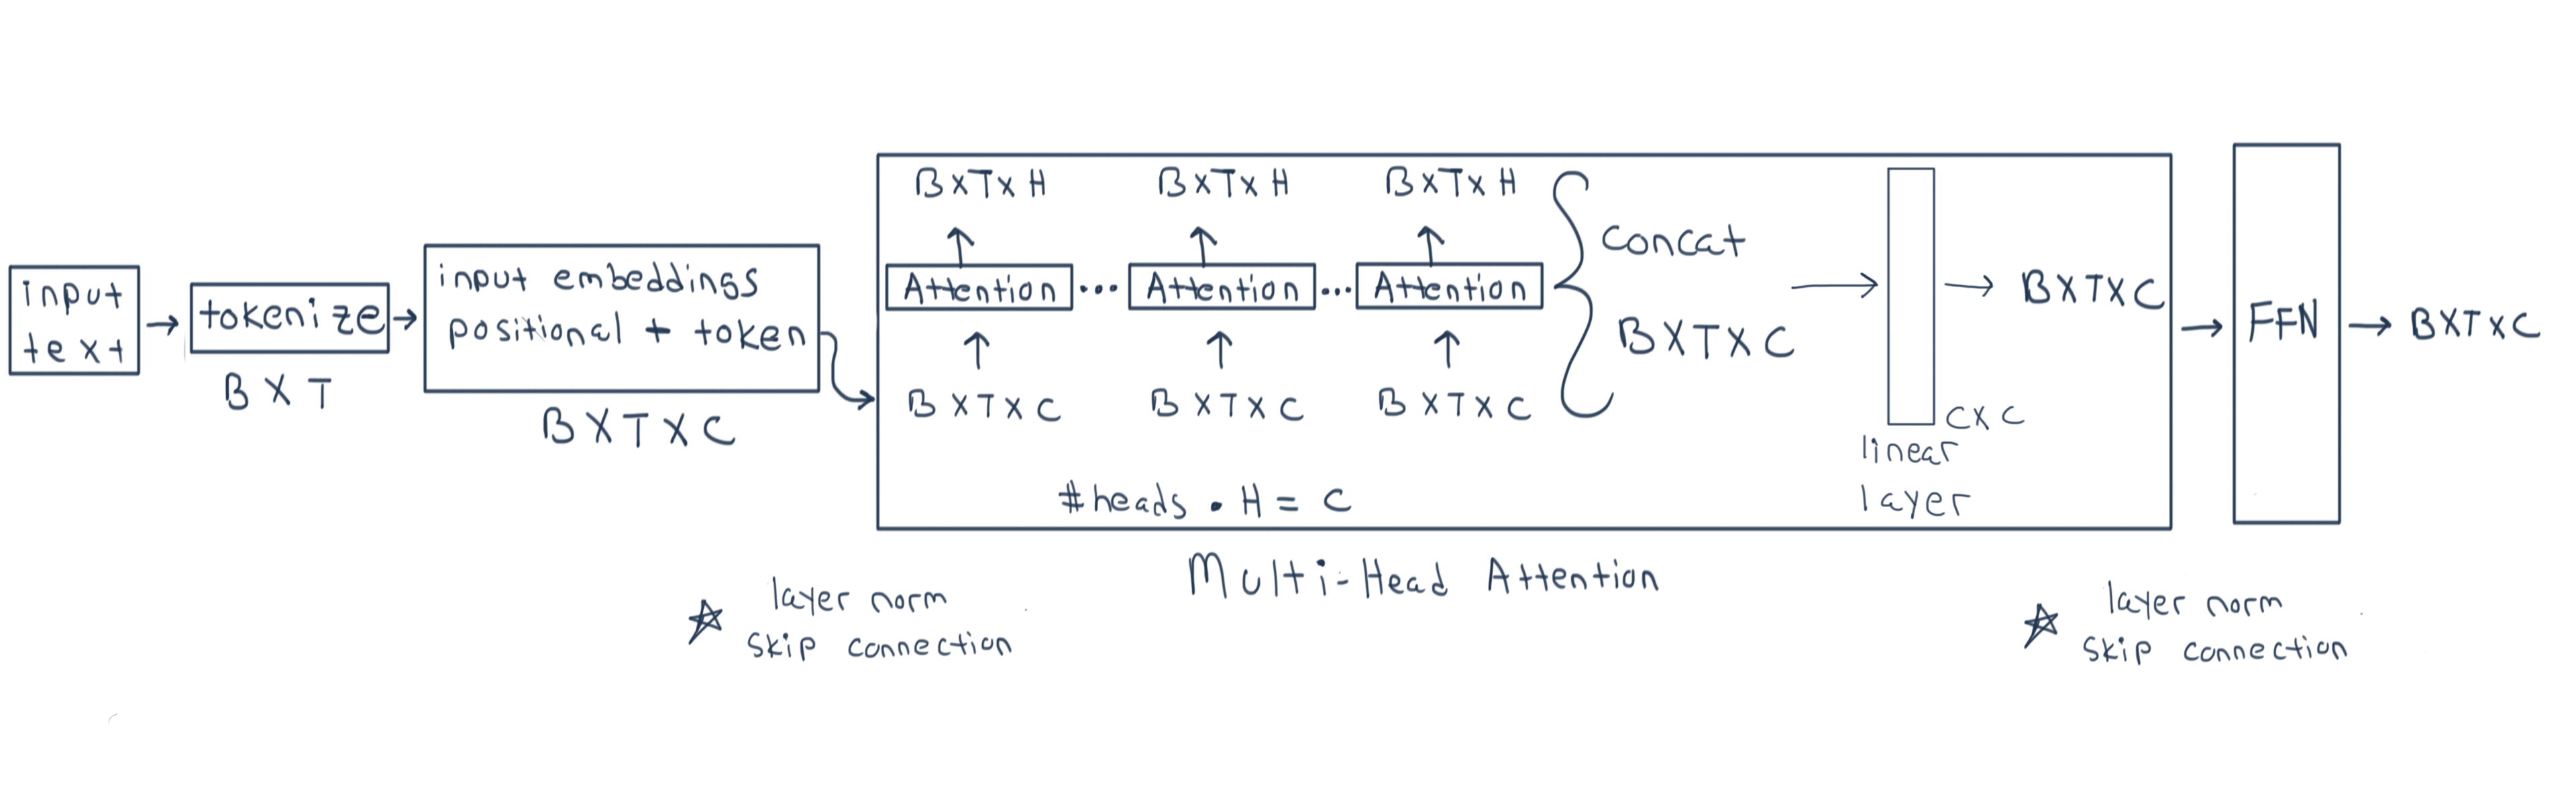 input
text
tokenize
B X T
input embeddings
positional + token
B X T X C
B X T X H
B X T X H
B X T X H
Attention ... Attention ... Attention
B X T X C
B X T X C
B X T X C
#heads • H = C
concat
B X T X C
C X C
linear
layer
B X T X C
Multi-Head Attention
FFN
B X T X C
☆ layer norm
skip connection
☆ layer norm
skip connection